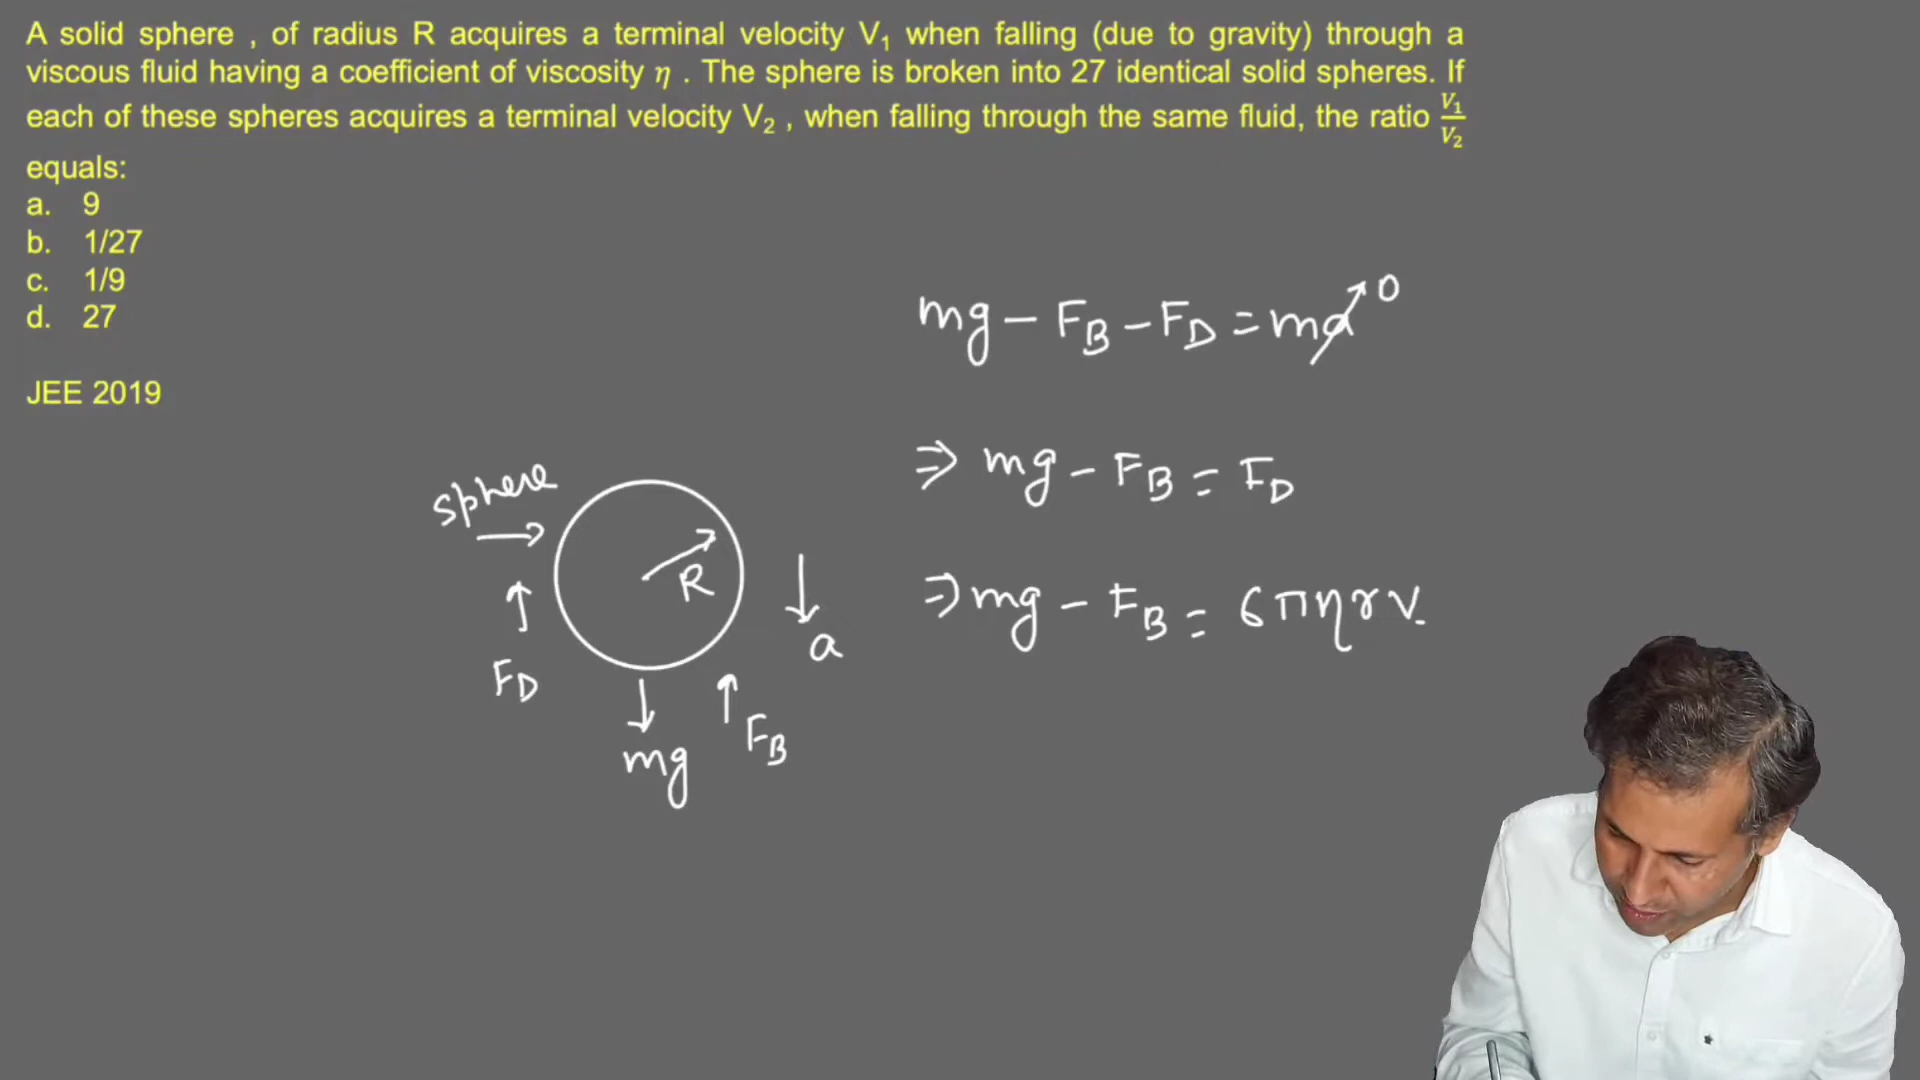 A solid sphere , of radius R acquires a terminal velocity V₁ when falling (due to gravity) through a
viscous fluid having a coefficient of viscosity η . The sphere is broken into 27 identical solid spheres. If
each of these spheres acquires a terminal velocity V₂ , when falling through the same fluid, the ratio V₁/V₂
equals:
a. 9
b. 1/27
c. 1/9
d. 27
JEE 2019
mg - F_B - F_D = ma ↗ 0
⇒ mg - F_B = F_D
⇒ mg - F_B = 6πηrv.
sphere
→
R
↑
F_D
↓
mg
↑
F_B
↓
a